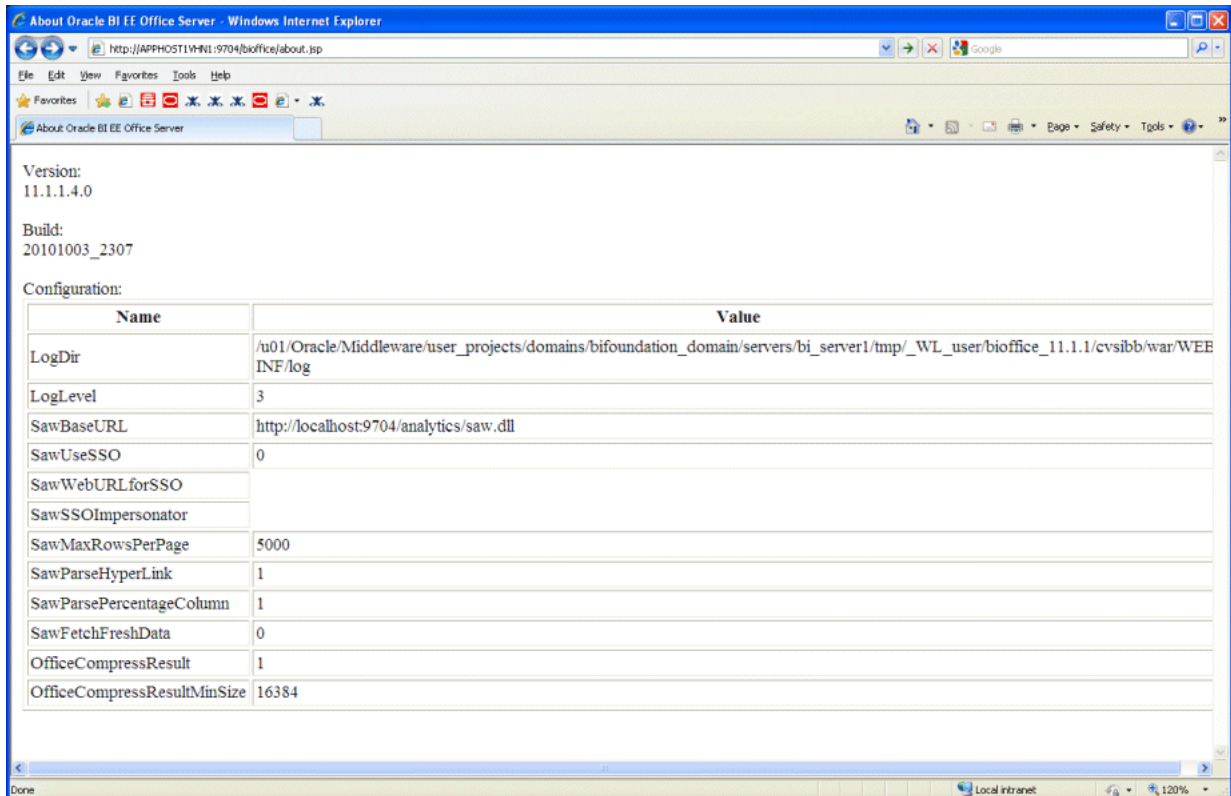 About Oracle BI EE Office Server - Windows Internet Explorer
http://APPHOST1VHN1:9704/bioffice/about.jsp
Google
File Edit View Favorites Tools Help
Favorites
About Oracle BI EE Office Server
Page Safety Tools
Version:
11.1.1.4.0
Build:
20101003_2307
Configuration:
Name Value
LogDir /u01/Oracle/Middleware/user_projects/domains/bifoundation_domain/servers/bi_server1/tmp/_WL_user/bioffice_11.1.1/cvsibb/war/WEB
INF/log
LogLevel 3
SawBaseURL http://localhost:9704/analytics/saw.dll
SawUseSSO 0
SawWebURLforSSO
SawSSOImpersonator
SawMaxRowsPerPage 5000
SawParseHyperLink 1
SawParsePercentageColumn 1
SawFetchFreshData 0
OfficeCompressResult 1
OfficeCompressResultMinSize 16384
Done Local intranet 120%